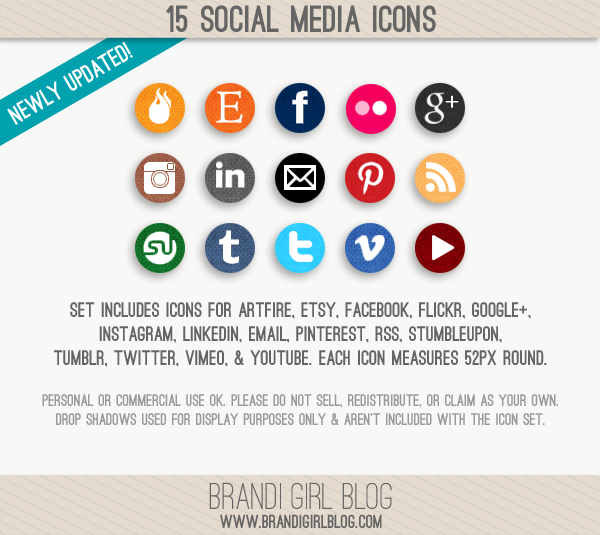 15 SOCIAL MEDIA ICONS
NEWLY UPDATED!
E f g+
in P
SU t t V
SET INCLUDES ICONS FOR ARTFIRE, ETSY, FACEBOOK, FLICKR, GOOGLE+,
INSTAGRAM, LINKEDIN, EMAIL, PINTEREST, RSS, STUMBLEUPON,
TUMBLR, TWITTER, VIMEO, & YOUTUBE. EACH ICON MEASURES 52PX ROUND.
PERSONAL OR COMMERCIAL USE OK. PLEASE DO NOT SELL, REDISTRIBUTE, OR CLAIM AS YOUR OWN.
DROP SHADOWS USED FOR DISPLAY PURPOSES ONLY & AREN'T INCLUDED WITH THE ICON SET.
BRANDI GIRL BLOG
WWW.BRANDIGIRLBLOG.COM